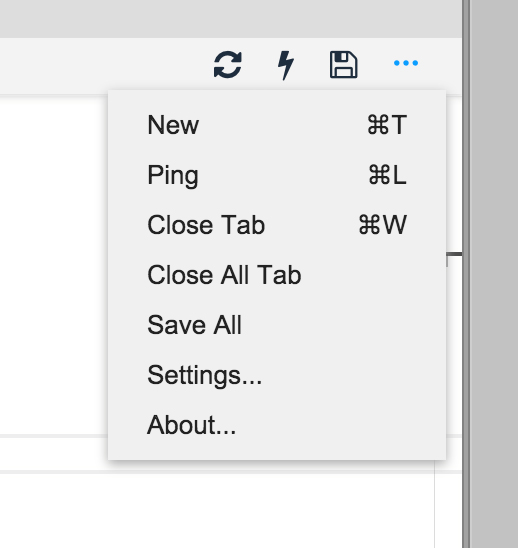 New ⌘T
Ping ⌘L
Close Tab ⌘W
Close All Tab
Save All
Settings...
About...